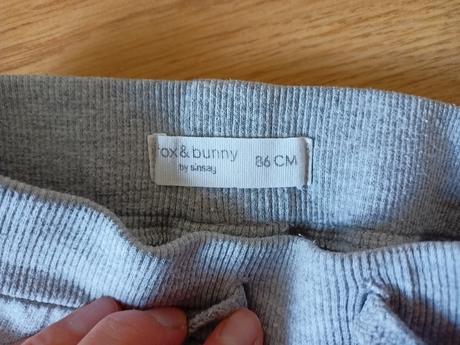 fox & bunny
by sinsay
86 CM